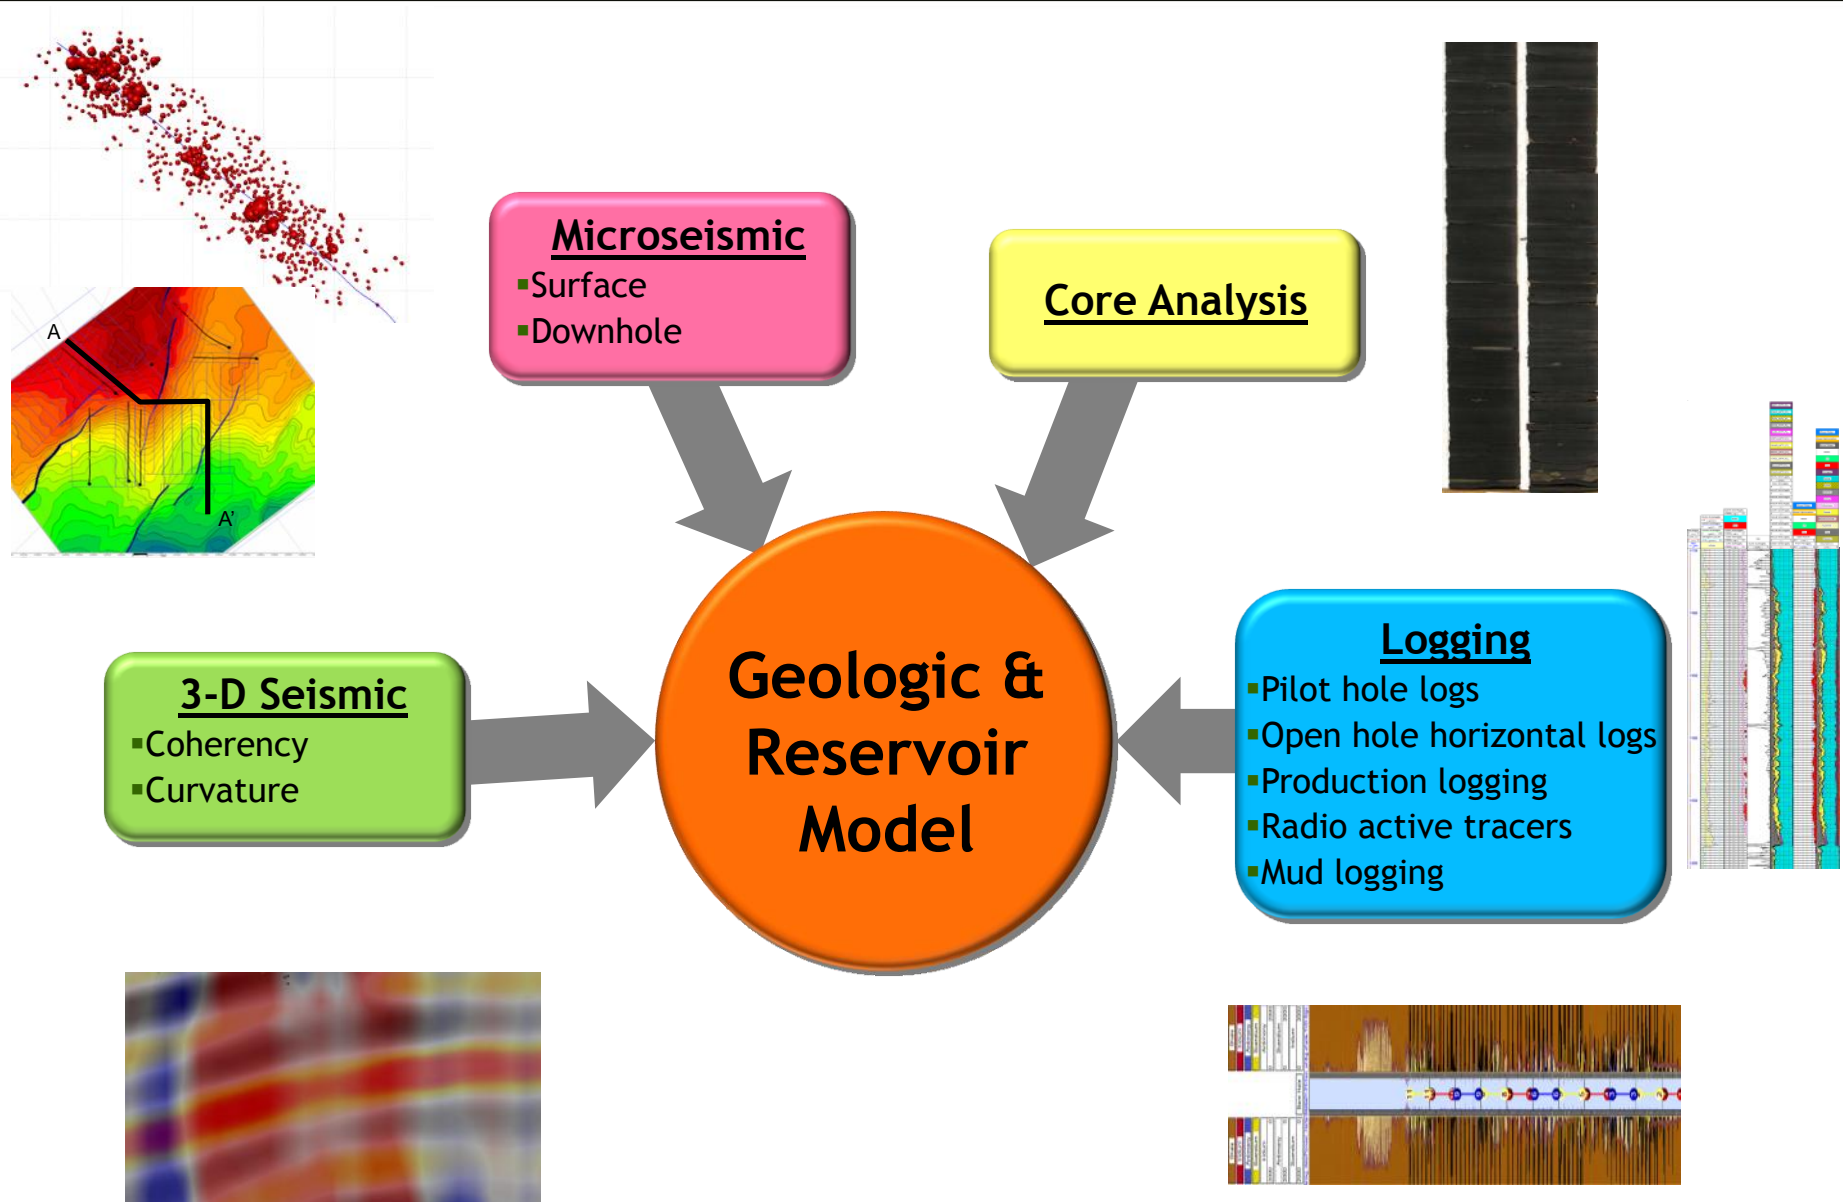 Microseismic
▪Surface
▪Downhole
Core Analysis
A
A'
3-D Seismic
▪Coherency
▪Curvature
Geologic &
Reservoir
Model
Logging
▪Pilot hole logs
▪Open hole horizontal logs
▪Production logging
▪Radio active tracers
▪Mud logging